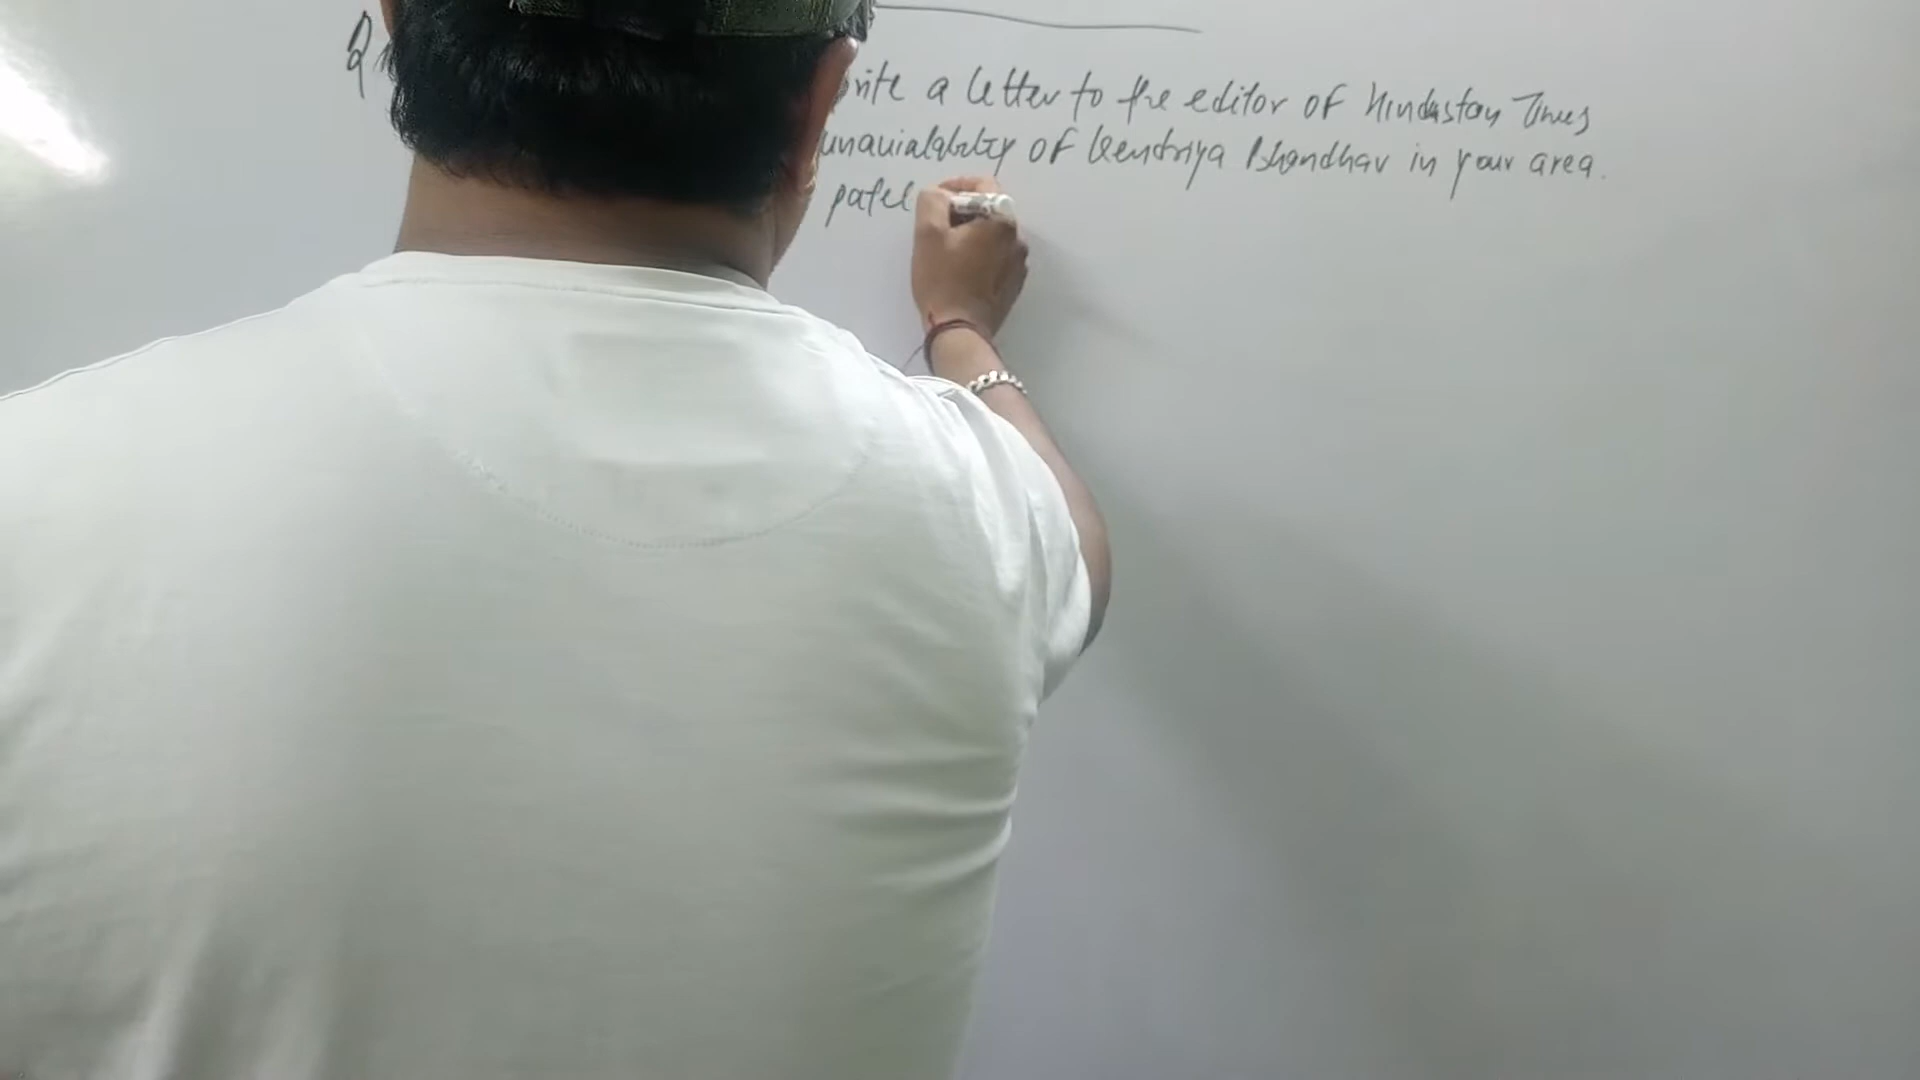 Q
rite a letter to the editor of Hindustan Times
unavialability of Kendriya Bhandhar in your area.
patel